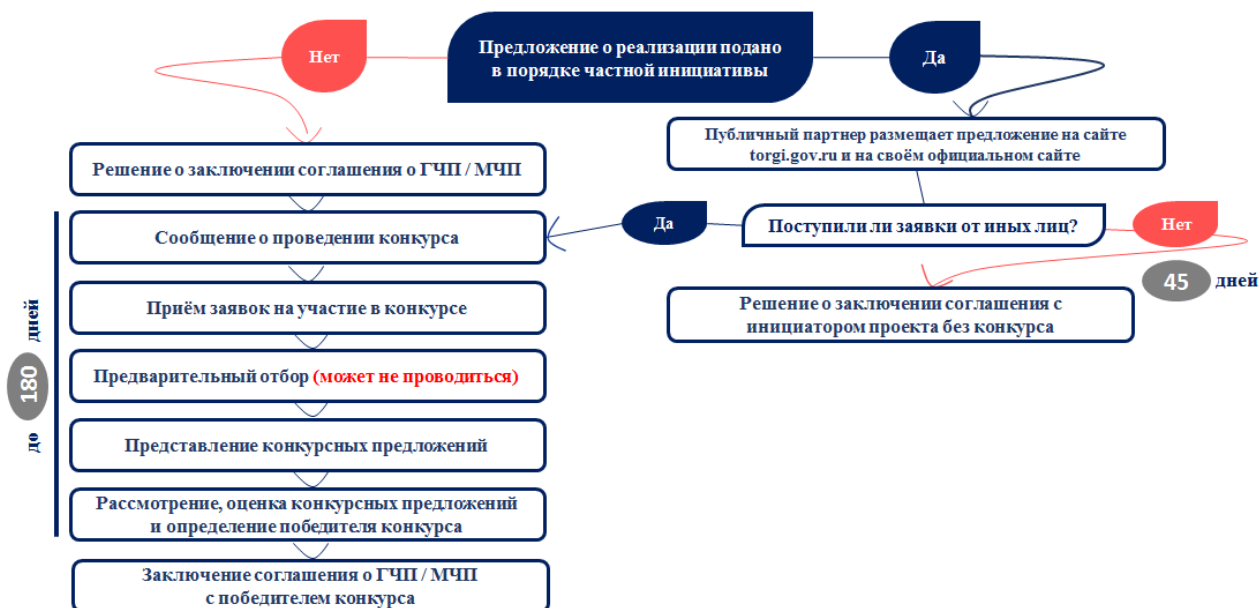 Предложение о реализации подано
в порядке частной инициативы
Нет
Да
Публичный партнер размещает предложение на сайте
torgi.gov.ru и на своём официальном сайте
Решение о заключении соглашения о ГЧП / МЧП
Сообщение о проведении конкурса
Да
Поступили ли заявки от иных лиц?
Нет
45 дней
Приём заявок на участие в конкурсе
Решение о заключении соглашения с
инициатором проекта без конкурса
до 180 дней
Предварительный отбор (может не проводиться)
Представление конкурсных предложений
Рассмотрение, оценка конкурсных предложений
и определение победителя конкурса
Заключение соглашения о ГЧП / МЧП
с победителем конкурса